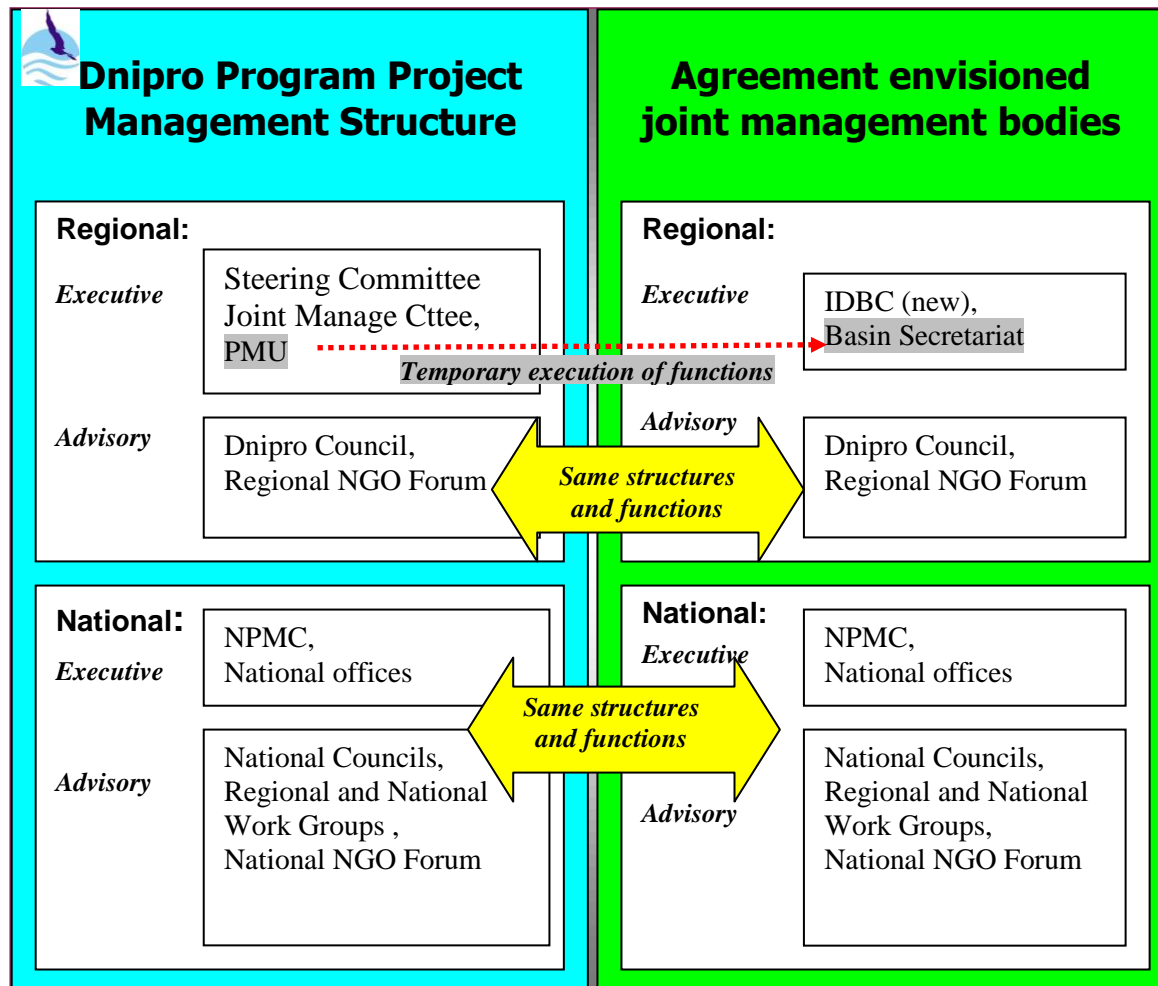 Dnipro Program Project
Management Structure
Regional:
Executive
Steering Committee
Joint Manage Cttee,
PMU
Temporary execution of functions
Advisory
Dnipro Council,
Regional NGO Forum
Same structures
and functions
National:
Executive
NPMC,
National offices
Same structures
and functions
Advisory
National Councils,
Regional and National
Work Groups ,
National NGO Forum
Agreement envisioned
joint management bodies
Regional:
Executive
IDBC (new),
Basin Secretariat
Advisory
Dnipro Council,
Regional NGO Forum
National:
Executive
NPMC,
National offices
Advisory
National Councils,
Regional and National
Work Groups,
National NGO Forum